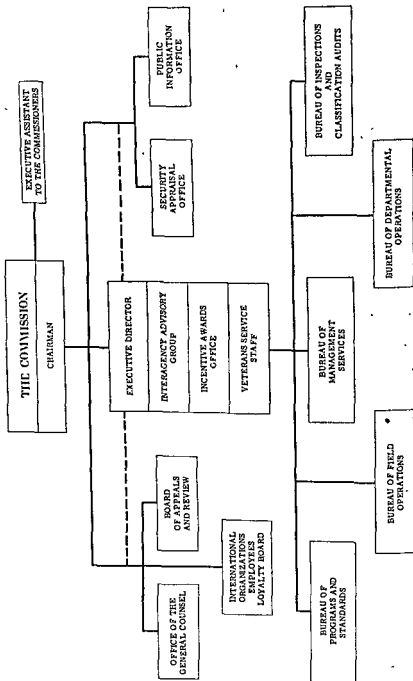 THE COMMISSION
CHAIRMAN
EXECUTIVE ASSISTANT
TO THE COMMISSIONERS
EXECUTIVE DIRECTOR
INTERAGENCY ADVISORY
GROUP
INCENTIVE AWARDS
OFFICE
VETERANS SERVICE
STAFF
OFFICE OF THE
GENERAL COUNSEL
BOARD
OF APPEALS
AND REVIEW
INTERNATIONAL
ORGANIZATIONS
EMPLOYEES
LOYALTY BOARD
SECURITY
APPRAISAL
OFFICE
PUBLIC
INFORMATION
OFFICE
BUREAU OF
PROGRAMS AND
STANDARDS
BUREAU OF FIELD
OPERATIONS
BUREAU OF
MANAGEMENT
SERVICES
BUREAU OF DEPARTMENTAL
OPERATIONS
BUREAU OF INSPECTIONS
AND
CLASSIFICATION AUDITS